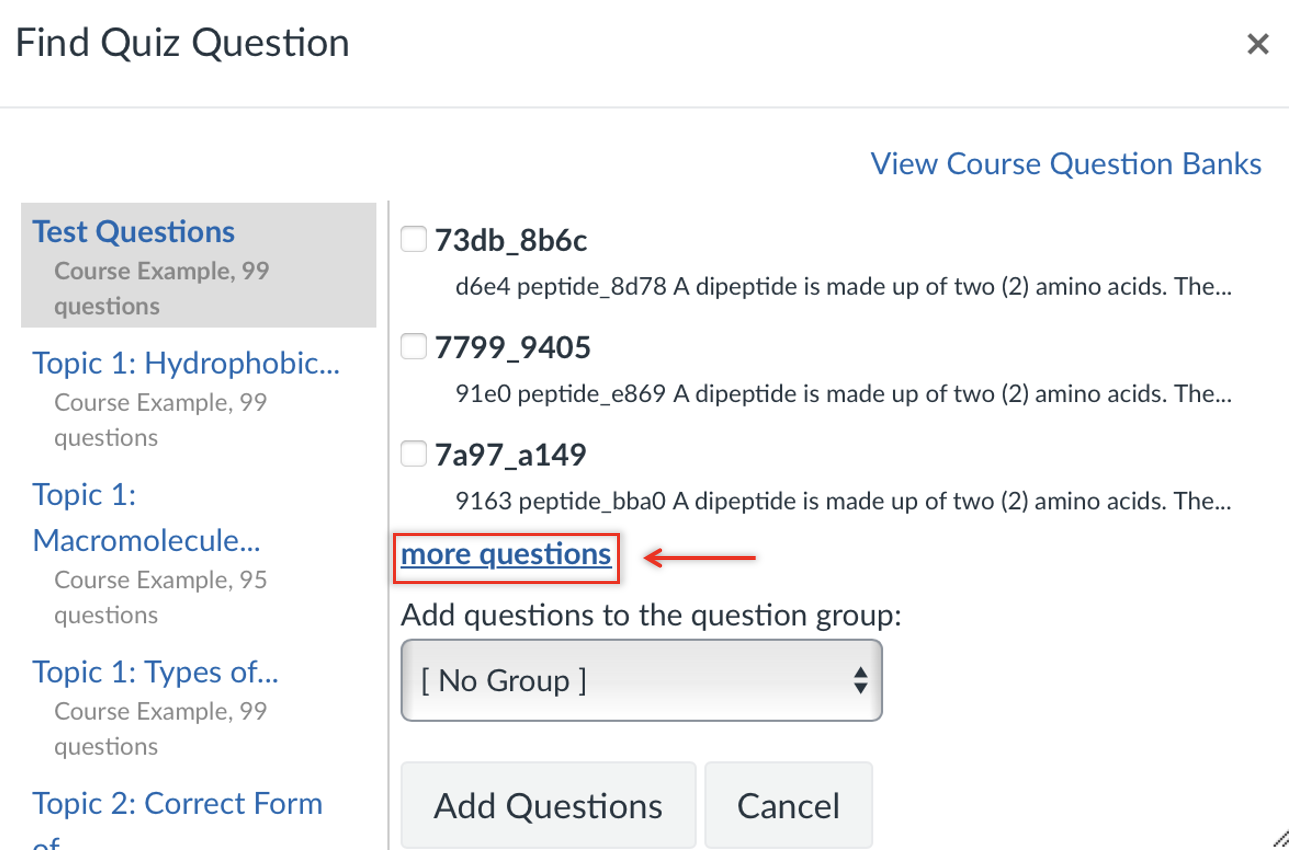 Find Quiz Question
×
View Course Question Banks
Test Questions
Course Example, 99
questions
Topic 1: Hydrophobic...
Course Example, 99
questions
Topic 1:
Macromolecule...
Course Example, 95
questions
Topic 1: Types of...
Course Example, 99
questions
Topic 2: Correct Form
of
73db_8b6c
d6e4 peptide_8d78 A dipeptide is made up of two (2) amino acids. The...
7799_9405
91e0 peptide_e869 A dipeptide is made up of two (2) amino acids. The...
7a97_a149
9163 peptide_bba0 A dipeptide is made up of two (2) amino acids. The...
more questions
Add questions to the question group:
[ No Group ]
Add Questions
Cancel